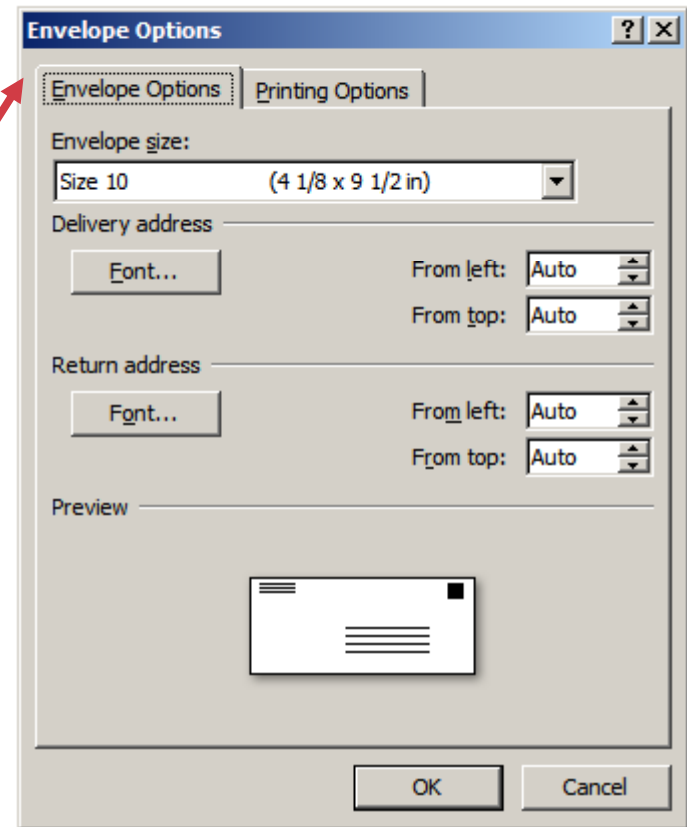 Envelope Options
Envelope Options Printing Options
Envelope size:
Size 10 (4 1/8 x 9 1/2 in)
Delivery address
Font... From left: Auto
From top: Auto
Return address
Font... From left: Auto
From top: Auto
Preview
OK Cancel